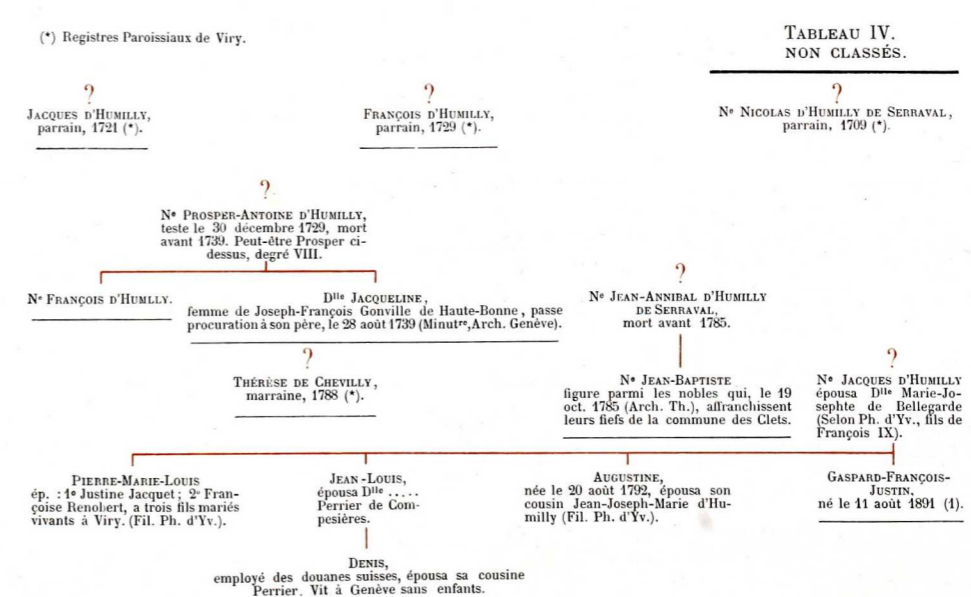 (*) Registres Paroissiaux de Viry.
TABLEAU IV.
NON CLASSÉS.
?
JACQUES D'HUMILLY,
parrain, 1721 (*).
?
FRANÇOIS D'HUMILLY,
parrain, 1729 (*).
?
Nᵉ NICOLAS D'HUMILLY DE SERRAVAL,
parrain, 1709 (*).
?
Nᵉ PROSPER-ANTOINE D'HUMILLY,
teste le 30 décembre 1729, mort
avant 1739. Peut-être Prosper ci-
dessus, degré VIII.
Nᵉ FRANÇOIS D'HUMLLY.
Dˡˡᵉ JACQUELINE,
femme de Joseph-François Gonville de Haute-Bonne, passe
procuration à son père, le 28 août 1739 (Minutʳᵉ,Arch. Genève).
?
Nᵉ JEAN-ANNIBAL D'HUMILLY
DE SERRAVAL,
mort avant 1785.
?
THÉRÈSE DE CHEVILLY,
marraine, 1788 (*).
Nᵉ JEAN-BAPTISTE
figure parmi les nobles qui, le 19
oct. 1785 (Arch. Th.), affranchissent
leurs fiefs de la commune des Clets.
?
Nᵉ JACQUES D'HUMILLY
épousa Dˡˡᵉ Marie-Jo-
sephte de Bellegarde
(Selon Ph. d'Yv., fils de
François IX).
PIERRE-MARIE-LOUIS
ép. : 1º Justine Jacquet ; 2º Fran-
çoise Renobert, a trois fils mariés
vivants à Viry. (Fil. Ph. d'Yv.).
JEAN-LOUIS,
épousa Dˡˡᵉ .....
Perrier de Com-
pesières.
AUGUSTINE,
née le 20 août 1792, épousa son
cousin Jean-Joseph-Marie d'Hu-
milly (Fil. Ph. d'Yv.).
GASPARD-FRANÇOIS-
JUSTIN,
né le 11 août 1891 (1).
DENIS,
employé des douanes suisses, épousa sa cousine
Perrier. Vit à Genève sans enfants.